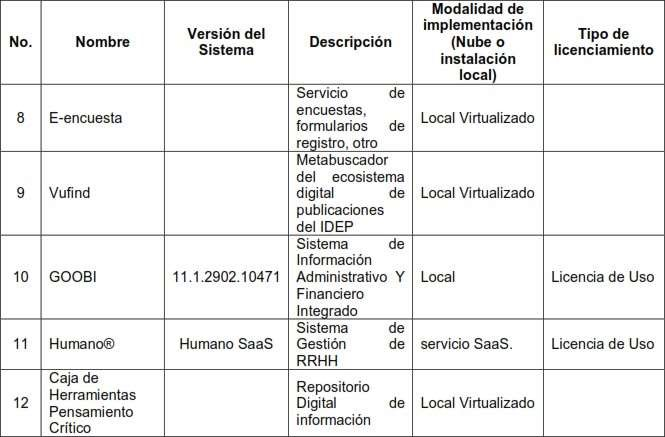 No.
Nombre
Versión del
Sistema
Descripción
Modalidad de
implementación
(Nube o
instalación
local)
Tipo de
licenciamiento
8
E-encuesta
Servicio de
encuestas,
formularios de
registro, otro
Local Virtualizado
9
Vufind
Metabuscador
del ecosistema
digital de
publicaciones
del IDEP
Local Virtualizado
10
GOOBI
11.1.2902.10471
Sistema de
Información
Administrativo Y
Financiero
Integrado
Local
Licencia de Uso
11
Humano®
Humano SaaS
Sistema de
Gestión de
RRHH
servicio SaaS.
Licencia de Uso
12
Caja de
Herramientas
Pensamiento
Crítico
Repositorio
Digital de
información
Local Virtualizado